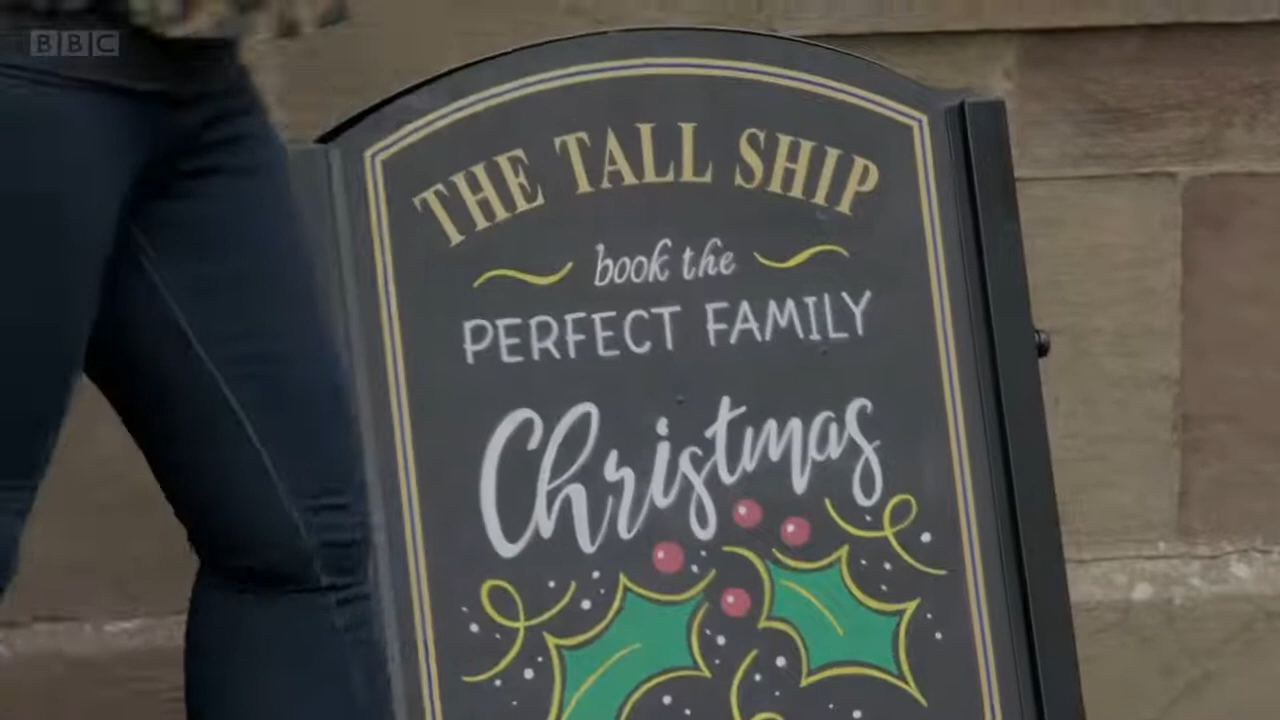 BBC
THE TALL SHIP
book the
PERFECT FAMILY
Christmas